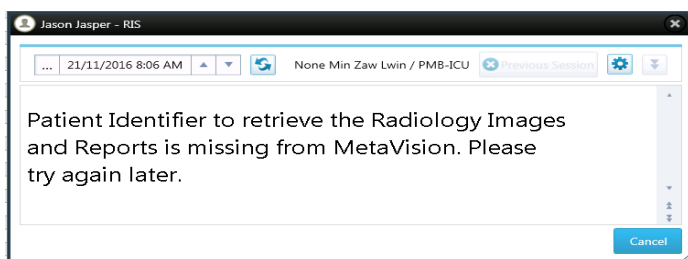 Jason Jasper - RIS
... 21/11/2016 8:06 AM None Min Zaw Lwin / PMB-ICU Previous Session
Patient Identifier to retrieve the Radiology Images
and Reports is missing from MetaVision. Please
try again later.
Cancel